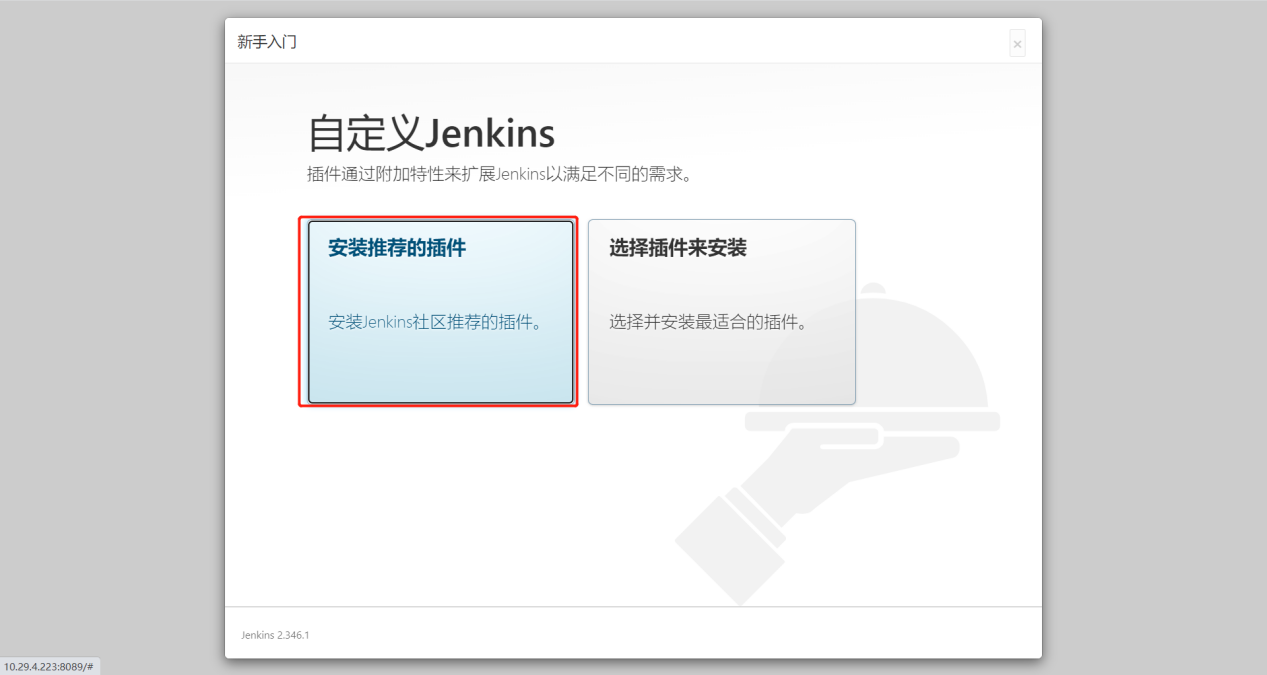 新手入门
×
自定义Jenkins
插件通过附加特性来扩展Jenkins以满足不同的需求。
安装推荐的插件
安装Jenkins社区推荐的插件。
选择插件来安装
选择并安装最适合的插件。
Jenkins 2.346.1
10.29.4.223:8089/#